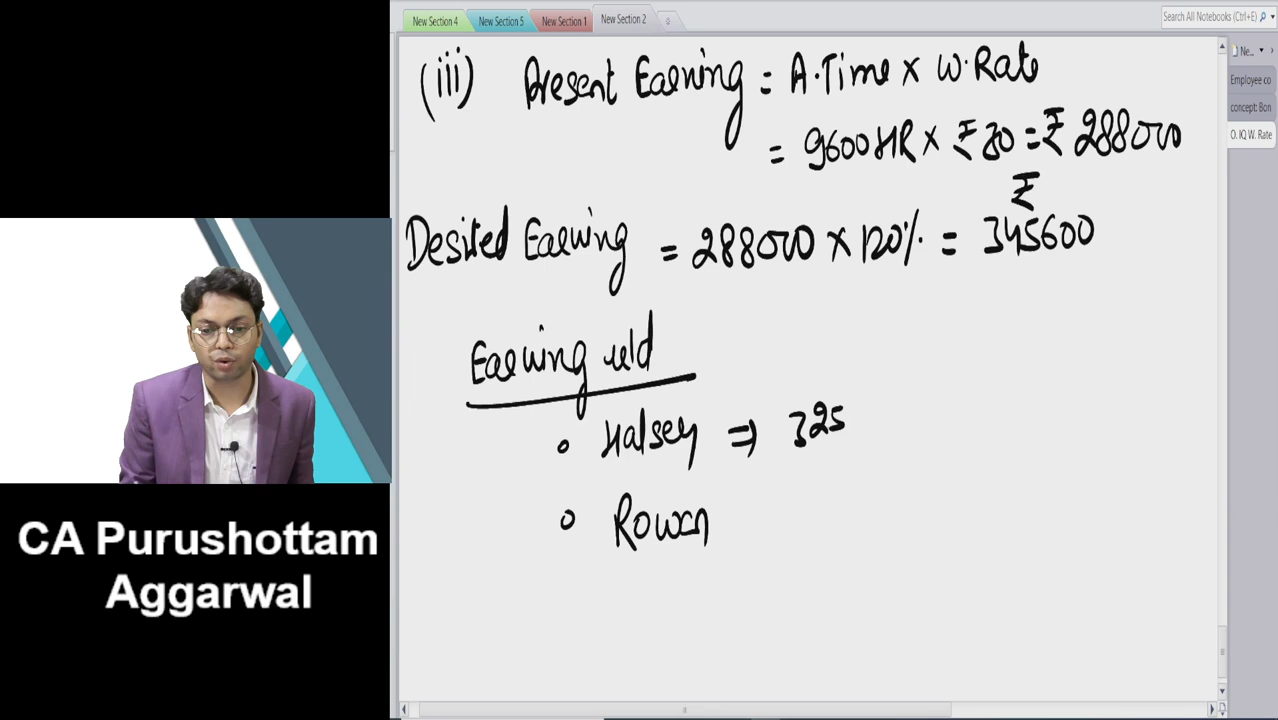 New Section 4 New Section 5 New Section 1 New Section 2
Search All Notebooks (Ctrl+E)
Ne...
Employee co
concept: Bon
Q. IQ W. Rate
(iii) Present Earning = A.Time × W.Rate
= 9600 HR × ₹30 = ₹ 288000
₹
Desired Earning = 288000 × 120% = 345600
Earning u/d
• Halsey ⇒ 325
• Rowan
CA Purushottam
Aggarwal